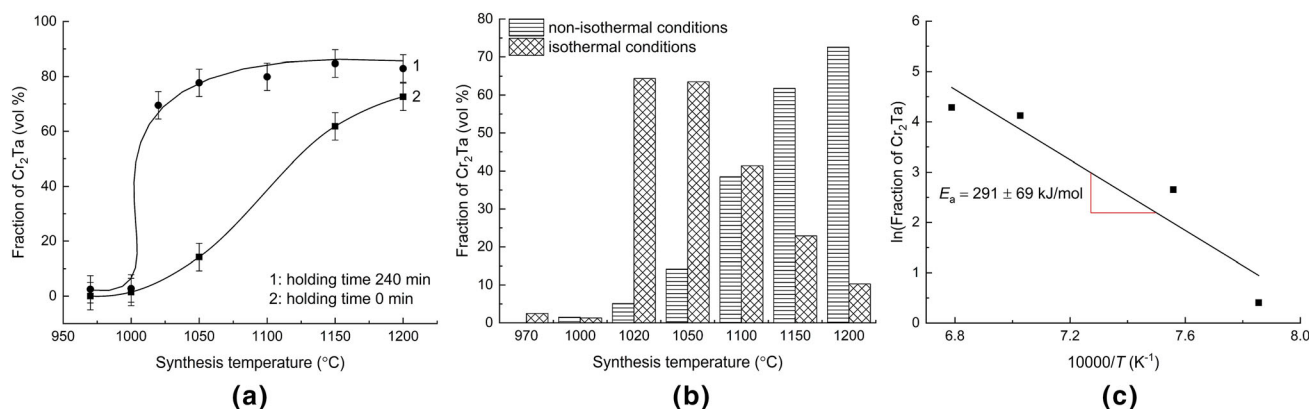 100
80
60
40
20
0
950
1000
1050
1100
1150
1200
Fraction of Cr₂Ta (vol %)
Synthesis temperature (°C)
1
2
1: holding time 240 min
2: holding time 0 min
(a)
80
70
60
50
40
30
20
10
0
970
1000
1020
1050
1100
1150
1200
Fraction of Cr₂Ta (vol %)
Synthesis temperature (°C)
non-isothermal conditions
isothermal conditions
(b)
6
5
4
3
2
1
0
6.8
7.2
7.6
8.0
ln(Fraction of Cr₂Ta)
10000/T (K⁻¹)
Eₐ = 291 ± 69 kJ/mol
(c)